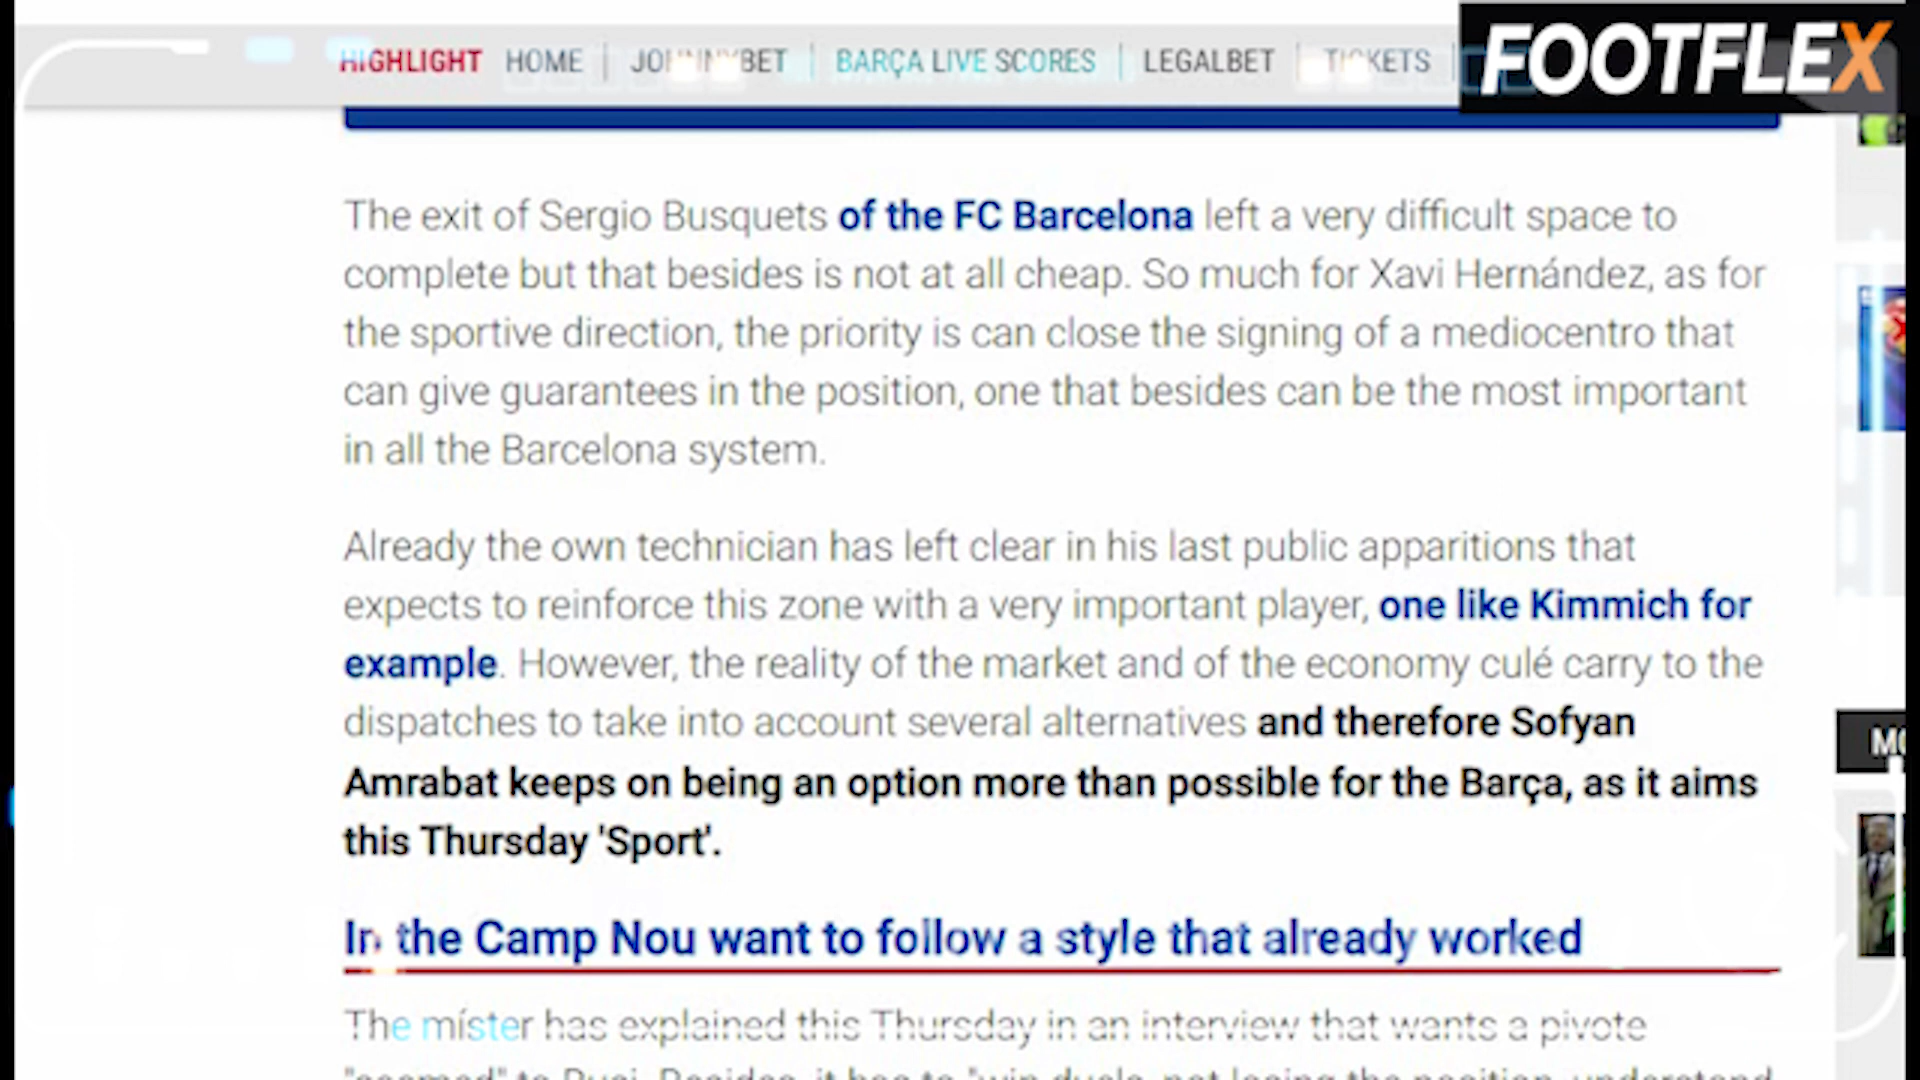 FOOTFLEX
HIGHLIGHT HOME JOHNNYBET BARÇA LIVE SCORES LEGALBET TICKETS
The exit of Sergio Busquets of the FC Barcelona left a very difficult space to
complete but that besides is not at all cheap. So much for Xavi Hernández, as for
the sportive direction, the priority is can close the signing of a mediocentro that
can give guarantees in the position, one that besides can be the most important
in all the Barcelona system.
Already the own technician has left clear in his last public apparitions that
expects to reinforce this zone with a very important player, one like Kimmich for
example. However, the reality of the market and of the economy culé carry to the
dispatches to take into account several alternatives and therefore Sofyan
Amrabat keeps on being an option more than possible for the Barça, as it aims
this Thursday 'Sport'.
In the Camp Nou want to follow a style that already worked
The míster has explained this Thursday in an interview that wants a pivote